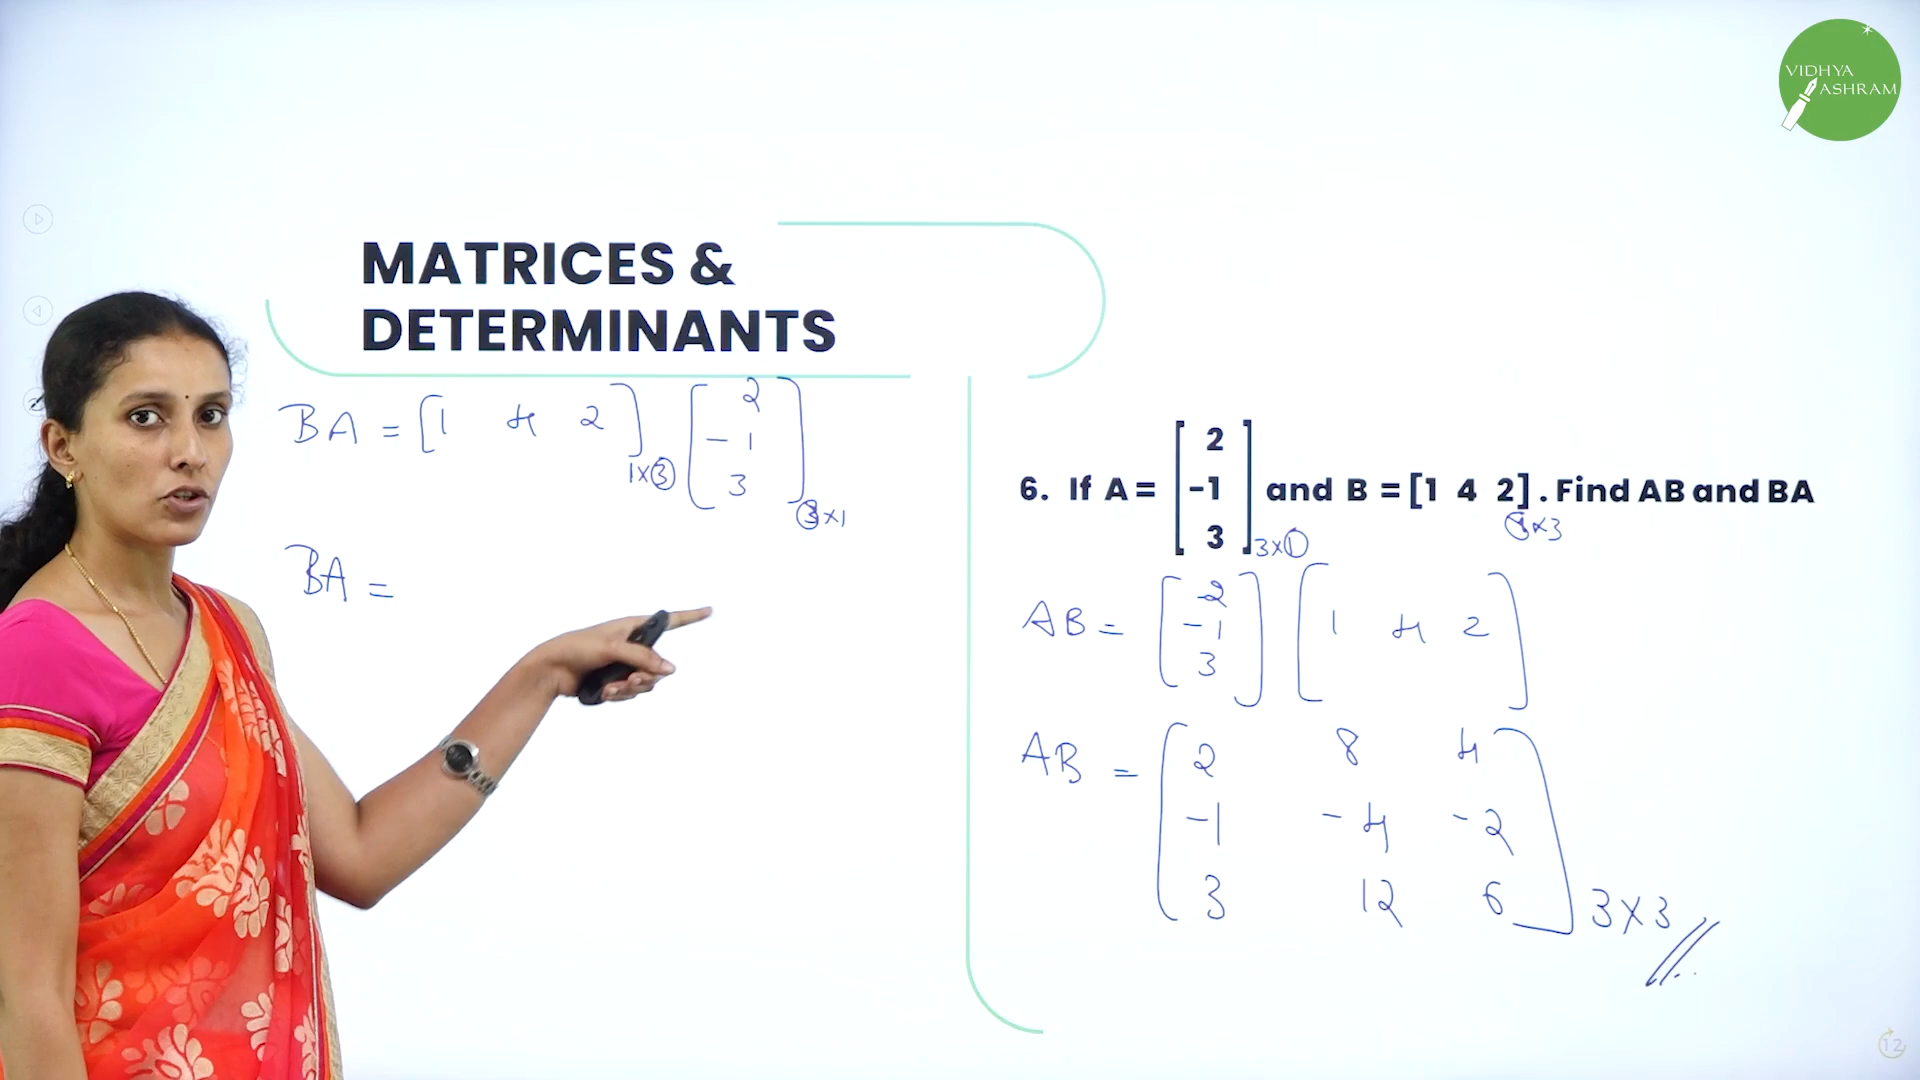 VIDHYA
ASHRAM
MATRICES &
DETERMINANTS
BA = [1 4 2] 1×3 [2
-1
3] 3×1
BA =
6. If A = [2
-1
3] 3×1 and B = [1 4 2]. Find AB and BA
1×3
AB = [2
-1
3] [1 4 2]
AB = [2 8 4
-1 -4 -2
3 12 6] 3×3
12